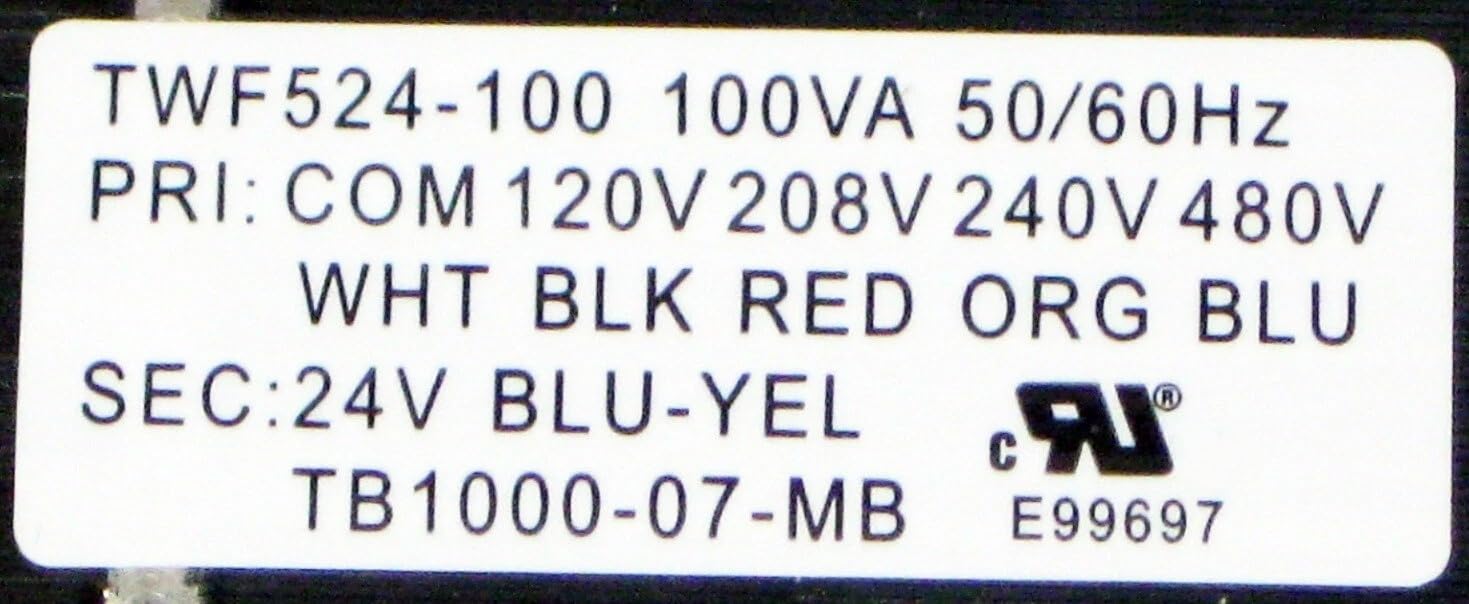 TWF524-100 100VA 50/60Hz
PRI: COM 120V 208V 240V 480V
WHT BLK RED ORG BLU
SEC: 24V BLU-YEL
TB1000-07-MB
c RU ®
E99697